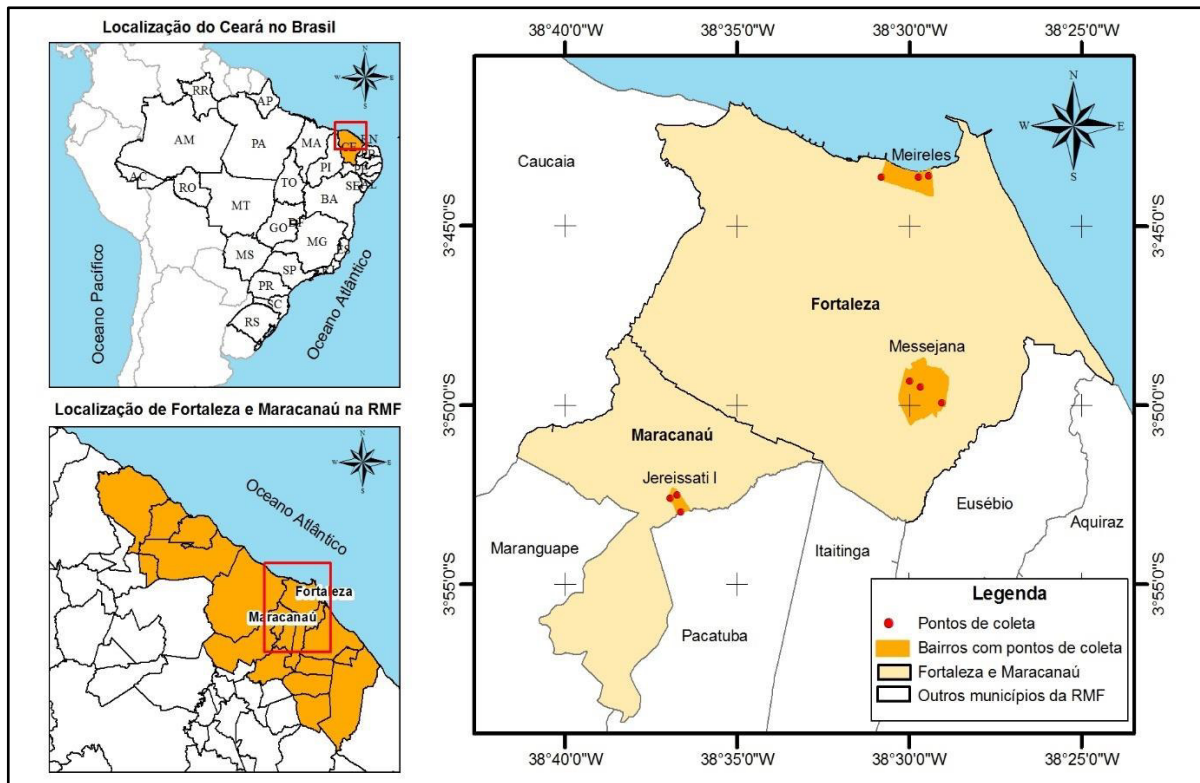 Localização do Ceará no Brasil
N
W
E
S
RR
AP
AM
PA
MA
CE
RN
PI
AC
RO
TO
SE
BA
MT
GO
DF
MG
ES
MS
SP
PR
SC
RS
Oceano Pacífico
Oceano Atlântico
Localização de Fortaleza e Maracanaú na RMF
N
W
E
S
Oceano Atlântico
Fortaleza
Maracanaú
38°40'0"W 38°35'0"W 38°30'0"W 38°25'0"W
3°45'0"S
3°50'0"S
3°55'0"S
N
W
E
S
Caucaia
Meireles
Fortaleza
Messejana
Maracanaú
Jereissati I
Eusébio
Aquiraz
Maranguape
Itaitinga
Pacatuba
Legenda
Pontos de coleta
Bairros com pontos de coleta
Fortaleza e Maracanaú
Outros municípios da RMF
3°45'0"S
3°50'0"S
3°55'0"S
38°40'0"W 38°35'0"W 38°30'0"W 38°25'0"W